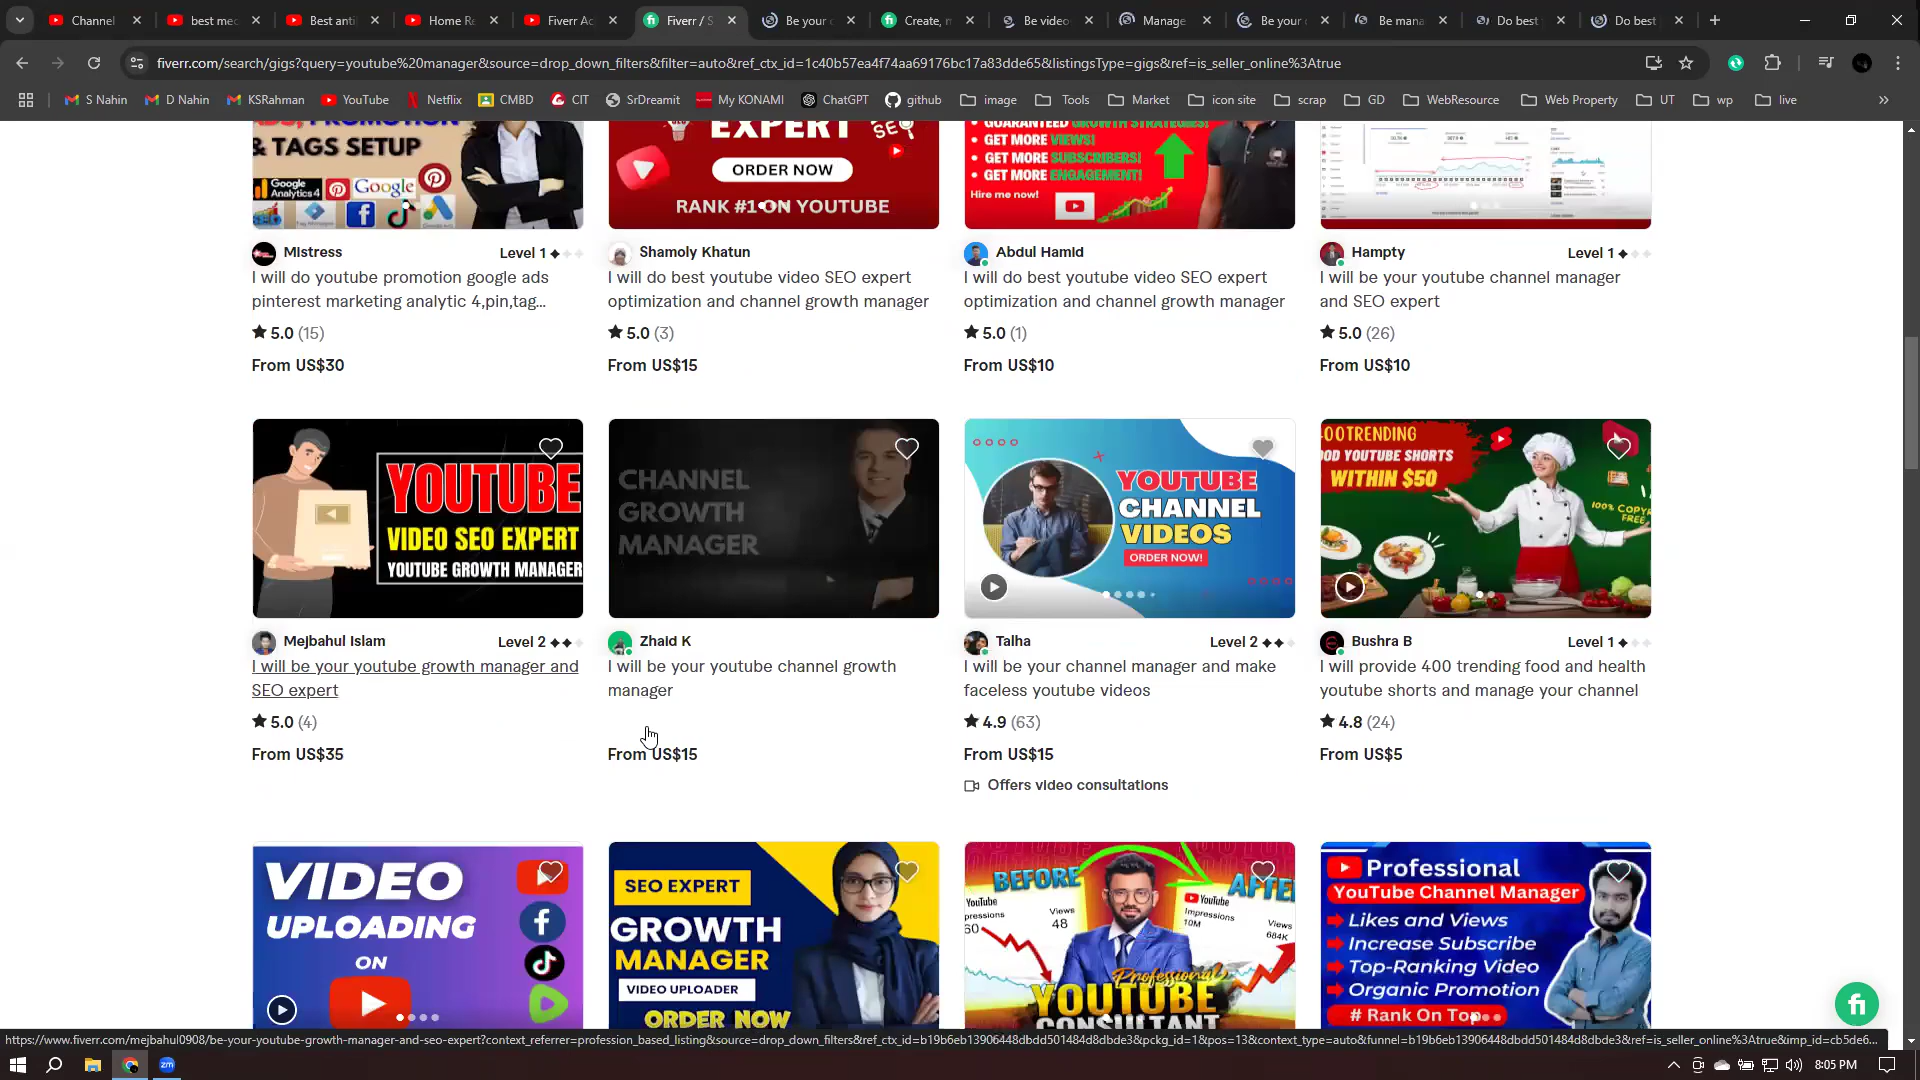 Channel
best me
Best anti
Home Re
Fiverr Ac
Fiverr / S
Be your
Create, m
Be video
Manage
Be your
Be mana
Do best
Do best
fiverr.com/search/gigs?query=youtube%20manager&source=drop_down_filters&filter=auto&ref_ctx_id=1c40b57ea4f74aa69176bc17a83dde65&listingsType=gigs&ref=is_seller_online%3Atrue
S Nahin
D Nahin
KSRahman
YouTube
Netflix
CMBD
CIT
SrDreamit
My KONAMI
ChatGPT
github
image
Tools
Market
icon site
scrap
GD
WebResource
Web Property
UT
wp
live
& TAGS SETUP
Google Analytics 4
Google
EXPERT
SEO
ORDER NOW
RANK #1 ON YOUTUBE
GUARANTEED GROWTH STRATEGIES!
• GET MORE VIEWS!
• GET MORE SUBSCRIBERS!
• GET MORE ENGAGEMENT!
Hire me now!
Mistress
Level 1
I will do youtube promotion google ads
pinterest marketing analytic 4,pin,tag...
5.0 (15)
From US$30
Shamoly Khatun
I will do best youtube video SEO expert
optimization and channel growth manager
5.0 (3)
From US$15
Abdul Hamid
I will do best youtube video SEO expert
optimization and channel growth manager
5.0 (1)
From US$10
Hampty
Level 1
I will be your youtube channel manager
and SEO expert
5.0 (26)
From US$10
YOUTUBE
VIDEO SEO EXPERT
YOUTUBE GROWTH MANAGER
CHANNEL
GROWTH
MANAGER
YOUTUBE
CHANNEL
VIDEOS
ORDER NOW!
400TRENDING
OD YOUTUBE SHORTS
WITHIN $50
100% COPY
FREE
Mejbahul Islam
Level 2
I will be your youtube growth manager and
SEO expert
5.0 (4)
From US$35
Zhaid K
I will be your youtube channel growth
manager
From US$15
Talha
Level 2
I will be your channel manager and make
faceless youtube videos
4.9 (63)
From US$15
Offers video consultations
Bushra B
Level 1
I will provide 400 trending food and health
youtube shorts and manage your channel
4.8 (24)
From US$5
VIDEO
UPLOADING
ON
SEO EXPERT
GROWTH
MANAGER
VIDEO UPLOADER
ORDER NOW
BEFORE
AFTE
YouTube
pressions
60
Views
48
YouTube
Impressions
10M
Views
684K
Professional
YOUTUBE
CONSULTANT
Professional
YouTube Channel Manager
Likes and Views
Increase Subscribe
Top-Ranking Video
Organic Promotion
# Rank On Top
fi
https://www.fiverr.com/mejbahul0908/be-your-youtube-growth-manager-and-seo-expert?context_referrer=profession_based_listing&source=drop_down_filters&ref_ctx_id=b19b6eb13906448dbdd501484d8dbde3&pckg_id=1&pos=13&context_type=auto&funnel=b19b6eb13906448dbdd501484d8dbde3&ref=is_seller_online%3Atrue&imp_id=cb5de6...
8:05 PM